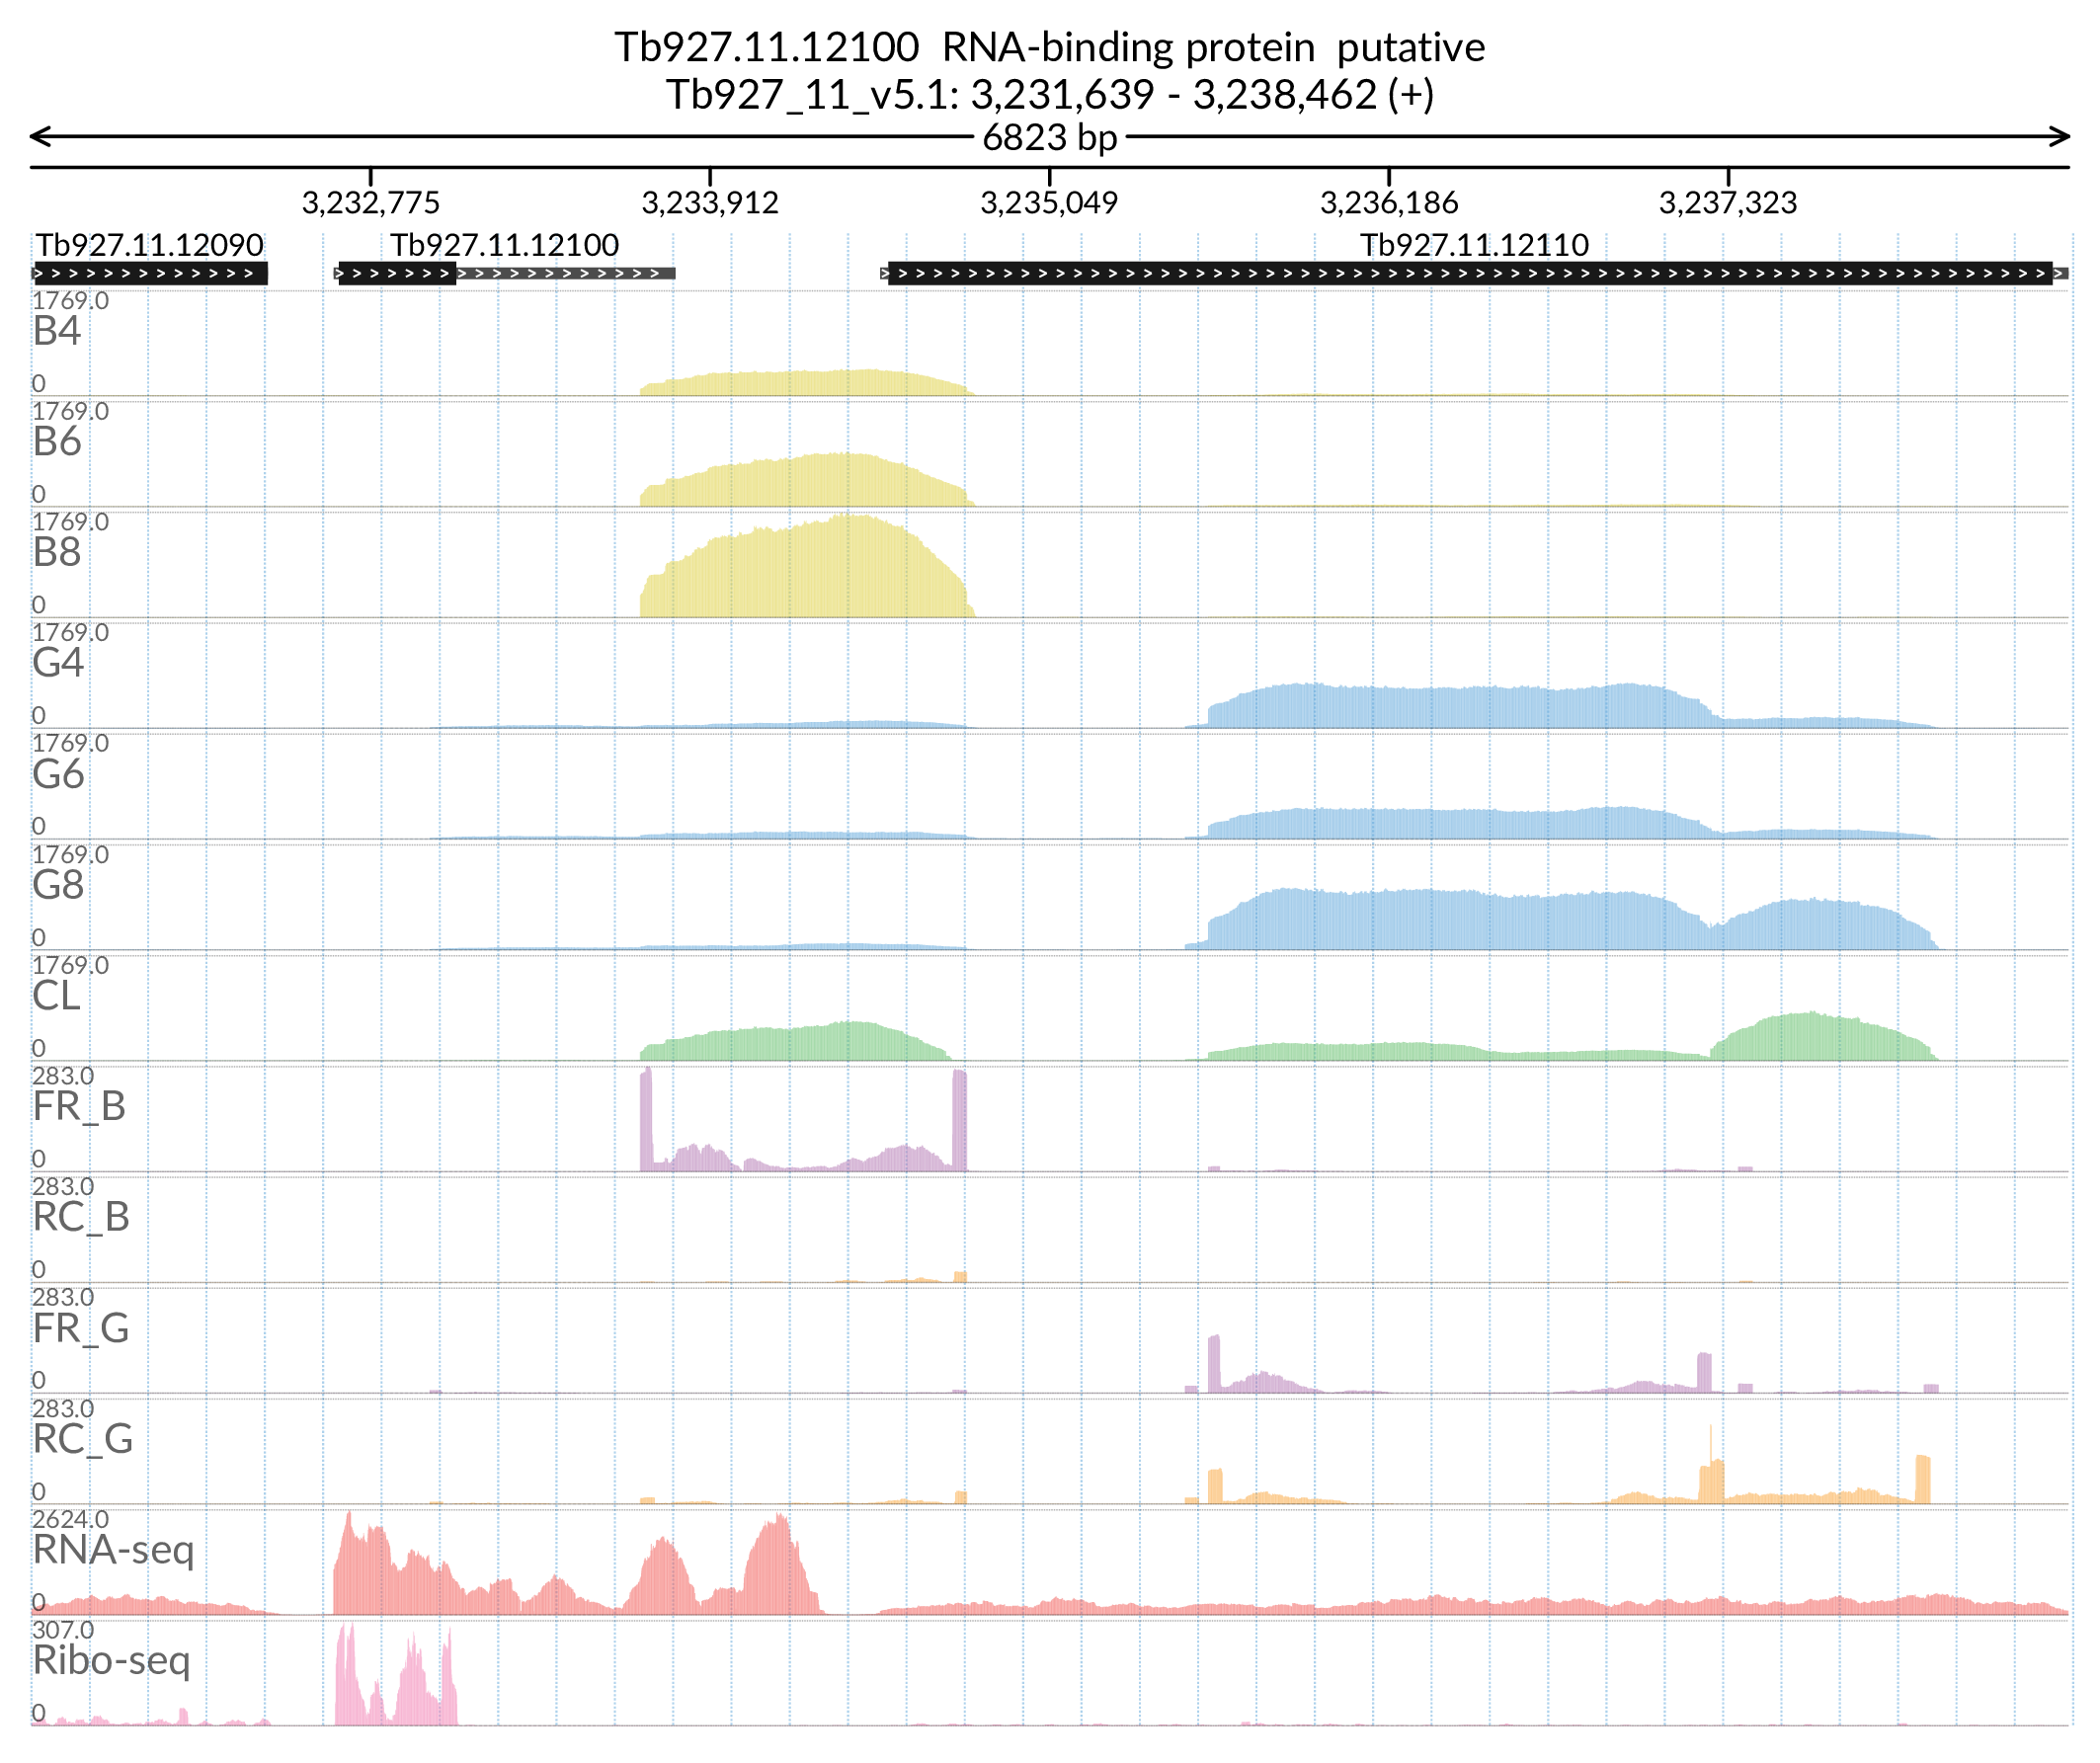 Tb927.11.12100  RNA-binding protein  putative
Tb927_11_v5.1: 3,231,639 - 3,238,462 (+)
6823 bp
3,232,775 3,233,912 3,235,049 3,236,186 3,237,323
Tb927.11.12090 Tb927.11.12100 Tb927.11.12110
1769.0
B4
0
1769.0
B6
0
1769.0
B8
0
1769.0
G4
0
1769.0
G6
0
1769.0
G8
0
1769.0
CL
0
283.0
FR_B
0
283.0
RC_B
0
283.0
FR_G
0
283.0
RC_G
0
2624.0
RNA-seq
0
307.0
Ribo-seq
0